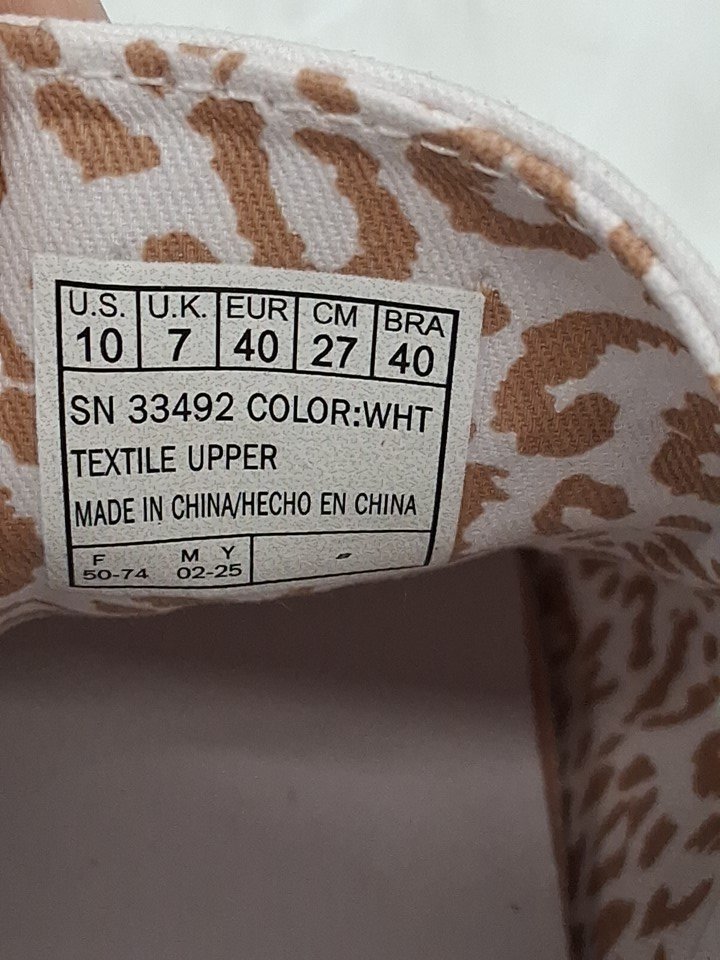 U.S. U.K. EUR CM BRA
10 7 40 27 40
SN 33492 COLOR:WHT
TEXTILE UPPER
MADE IN CHINA/HECHO EN CHINA
F M Y
50-74 02-25